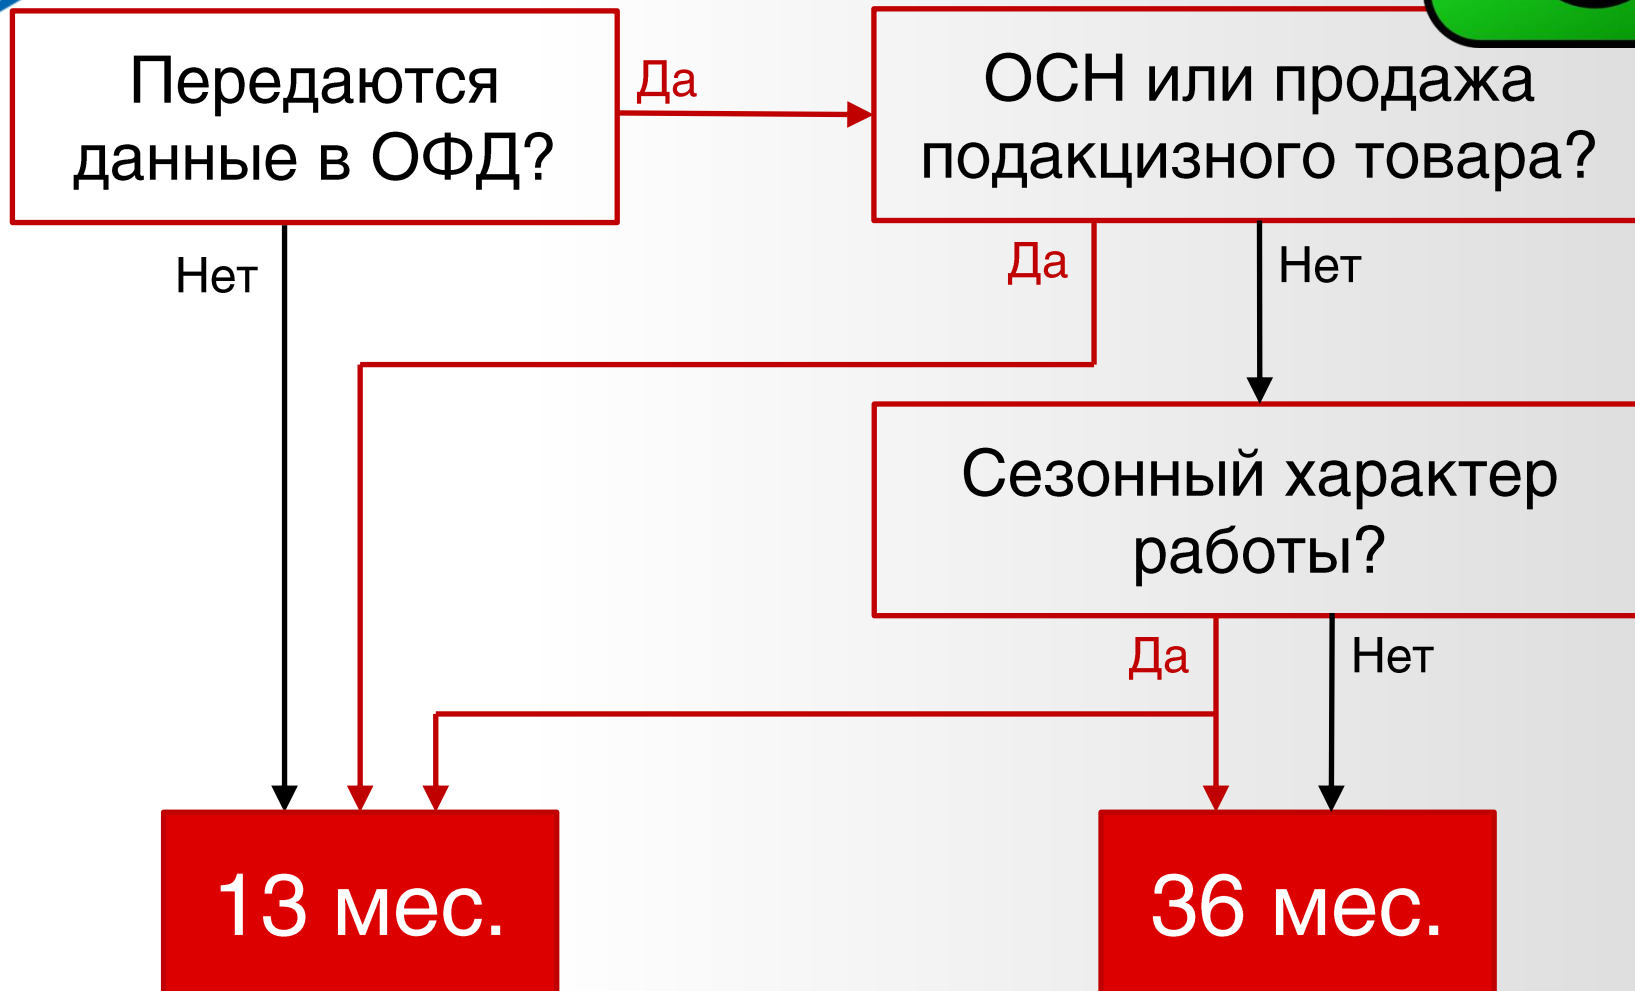 Передаются
данные в ОФД?
Да
ОСН или продажа
подакцизного товара?
Нет
Да
Нет
Сезонный характер
работы?
Да
Нет
13 мес.
36 мес.